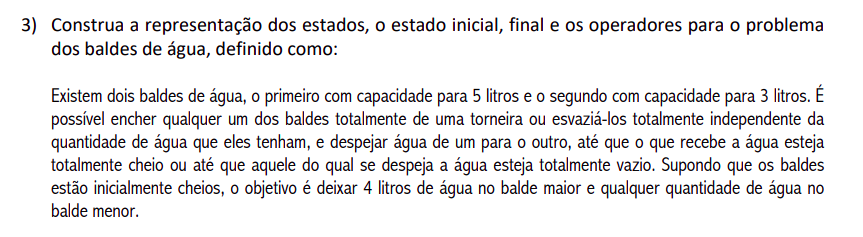 3) Construa a representação dos estados, o estado inicial, final e os operadores para o problema
dos baldes de água, definido como:
Existem dois baldes de água, o primeiro com capacidade para 5 litros e o segundo com capacidade para 3 litros. É
possível encher qualquer um dos baldes totalmente de uma torneira ou esvaziá-los totalmente independente da
quantidade de água que eles tenham, e despejar água de um para o outro, até que o que recebe a água esteja
totalmente cheio ou até que aquele do qual se despeja a água esteja totalmente vazio. Supondo que os baldes
estão inicialmente cheios, o objetivo é deixar 4 litros de água no balde maior e qualquer quantidade de água no
balde menor.